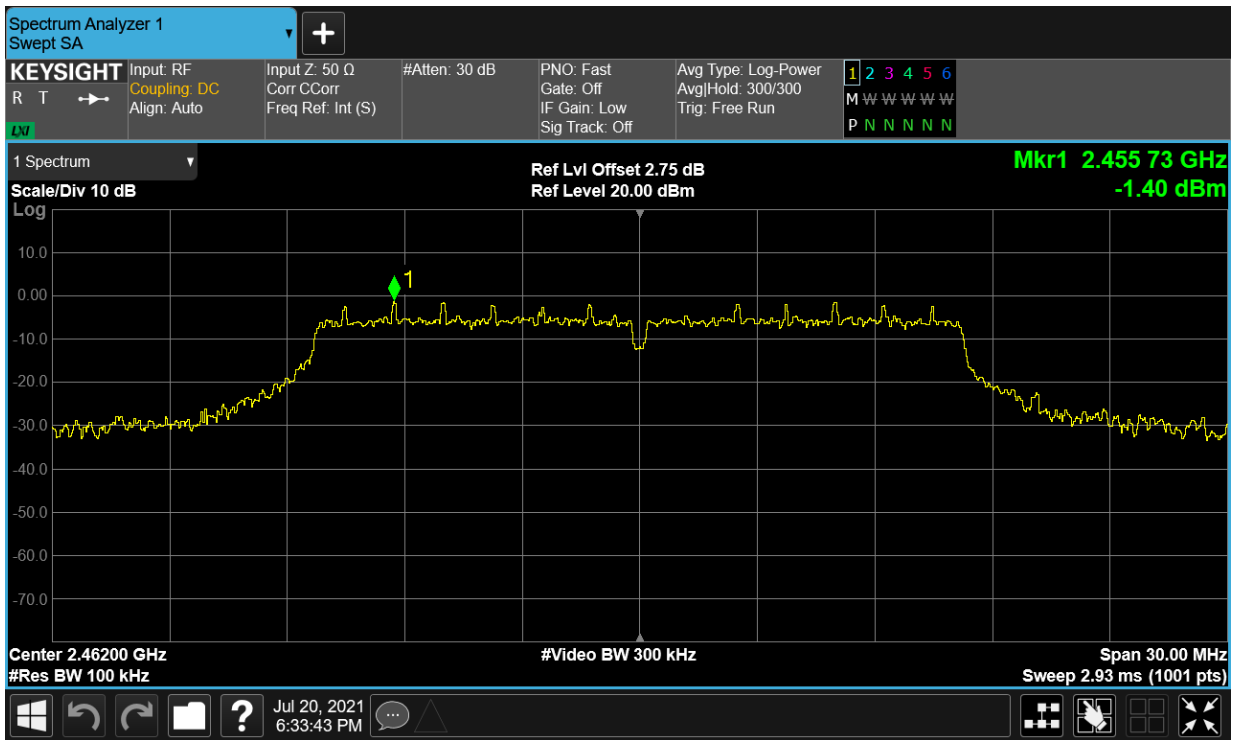 Spectrum Analyzer 1
Swept SA
▼
+
KEYSIGHT
R T
LXI
Input: RF
Coupling: DC
Align: Auto
Input Z: 50 Ω
Corr CCorr
Freq Ref: Int (S)
#Atten: 30 dB
PNO: Fast
Gate: Off
IF Gain: Low
Sig Track: Off
Avg Type: Log-Power
Avg|Hold: 300/300
Trig: Free Run
1 2 3 4 5 6
M W W W W W
P N N N N N
1 Spectrum ▼
Scale/Div 10 dB
Log
Ref Lvl Offset 2.75 dB
Ref Level 20.00 dBm
Mkr1 2.455 73 GHz
-1.40 dBm
1
10.0
0.00
-10.0
-20.0
-30.0
-40.0
-50.0
-60.0
-70.0
Center 2.46200 GHz
#Res BW 100 kHz
#Video BW 300 kHz
Span 30.00 MHz
Sweep 2.93 ms (1001 pts)
?
Jul 20, 2021
6:33:43 PM